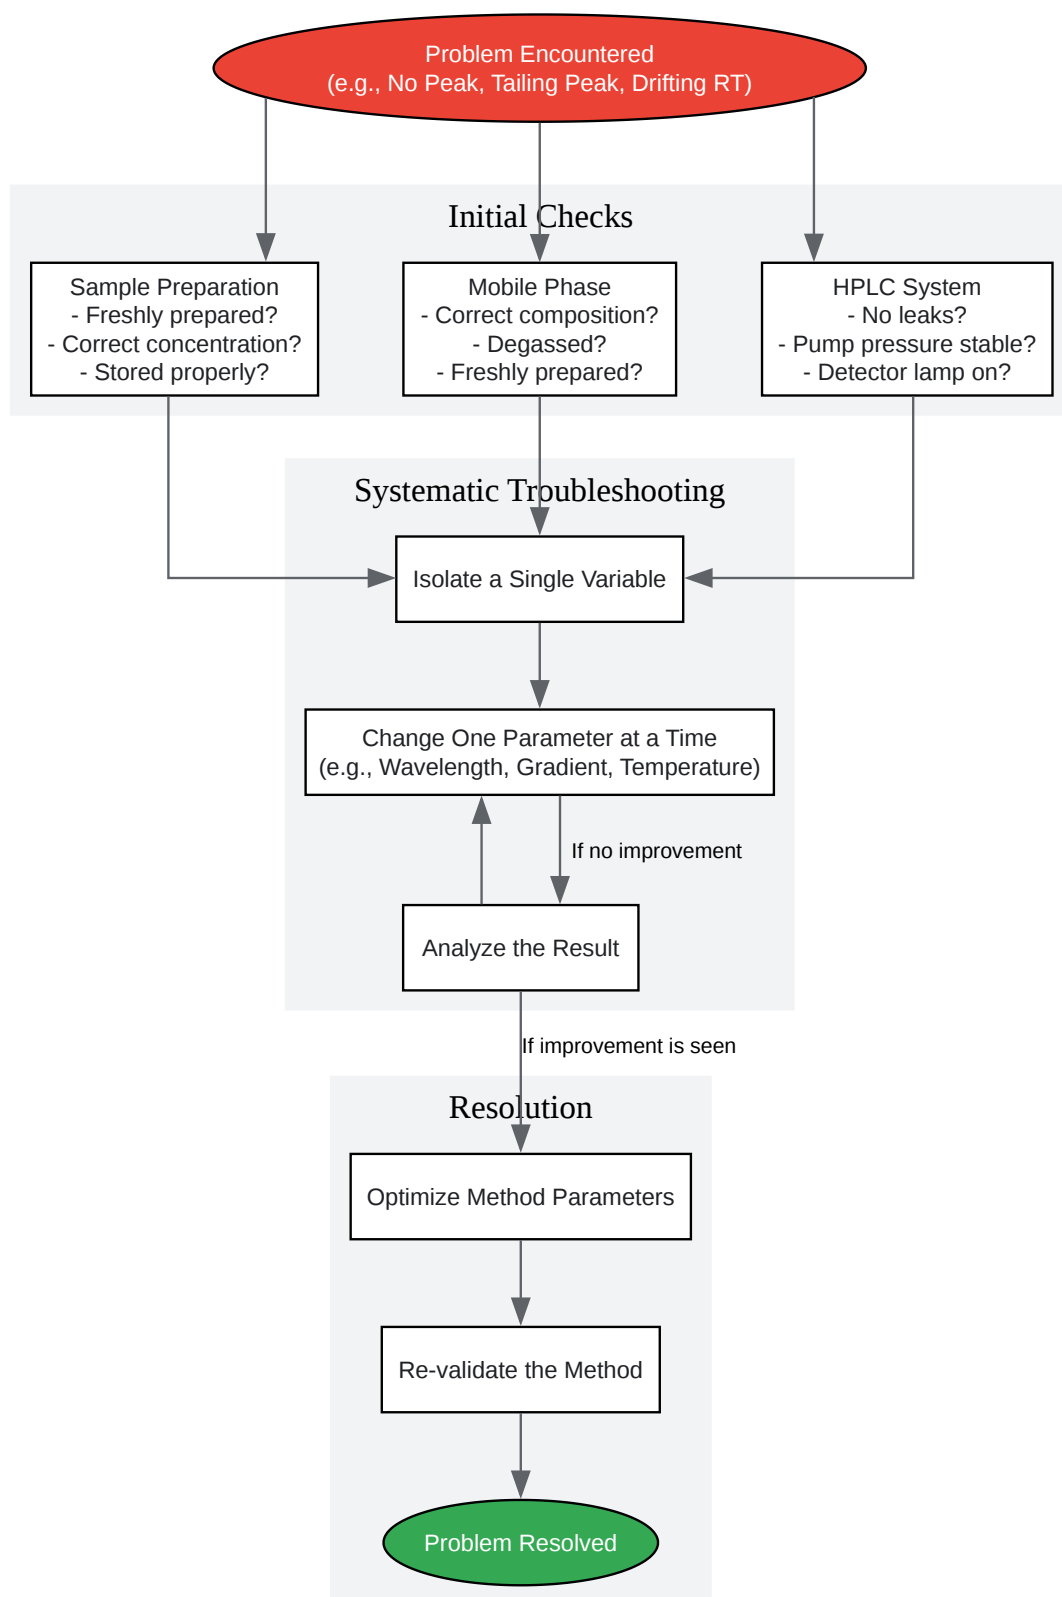 Problem Encountered
(e.g., No Peak, Tailing Peak, Drifting RT)
Initial Checks
Sample Preparation
- Freshly prepared?
- Correct concentration?
- Stored properly?
Mobile Phase
- Correct composition?
- Degassed?
- Freshly prepared?
HPLC System
- No leaks?
- Pump pressure stable?
- Detector lamp on?
Systematic Troubleshooting
Isolate a Single Variable
Change One Parameter at a Time
(e.g., Wavelength, Gradient, Temperature)
If no improvement
Analyze the Result
If improvement is seen
Resolution
Optimize Method Parameters
Re-validate the Method
Problem Resolved